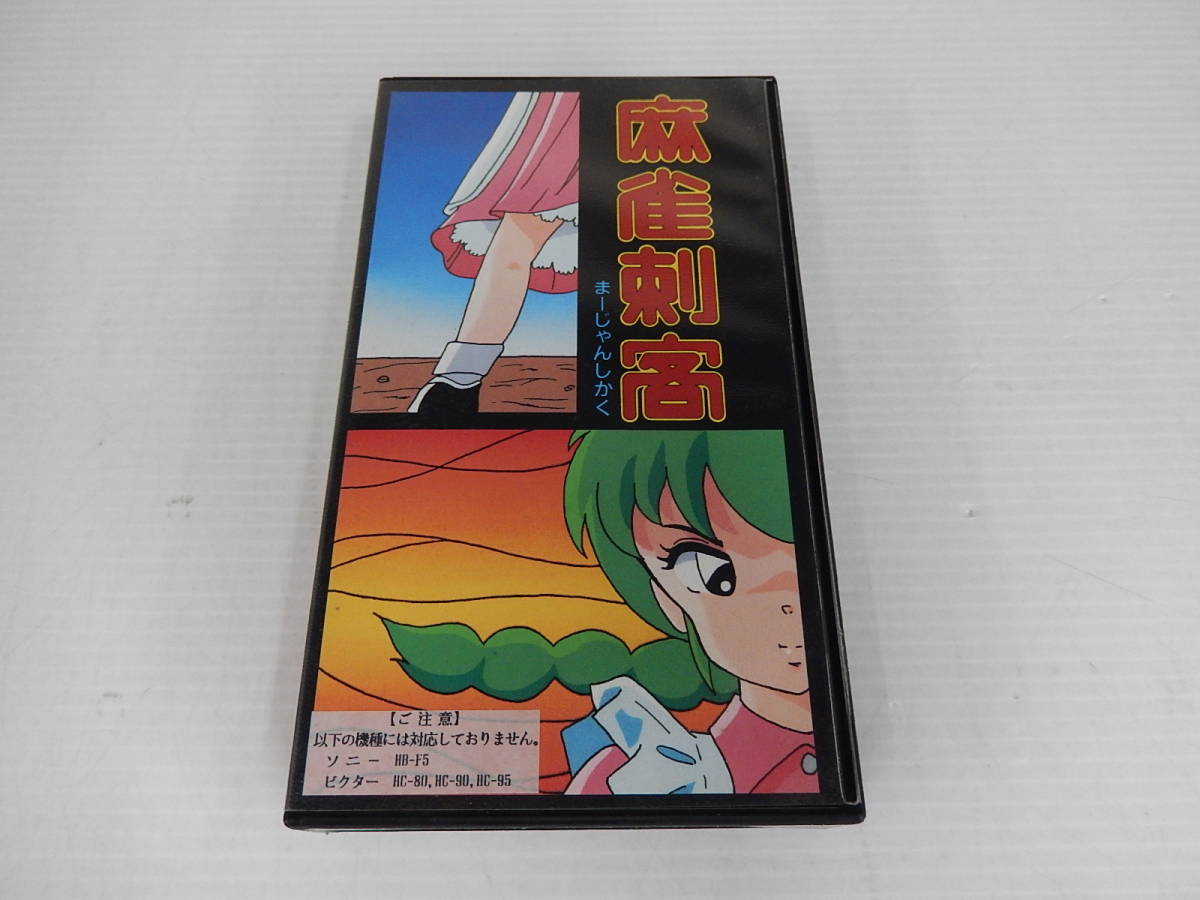 麻雀刺客
まーじゃんしかく
【ご注意】
以下の機種には対応しておりません。
ソニー HB-F5
ビクター HC-80,HC-90,HC-95